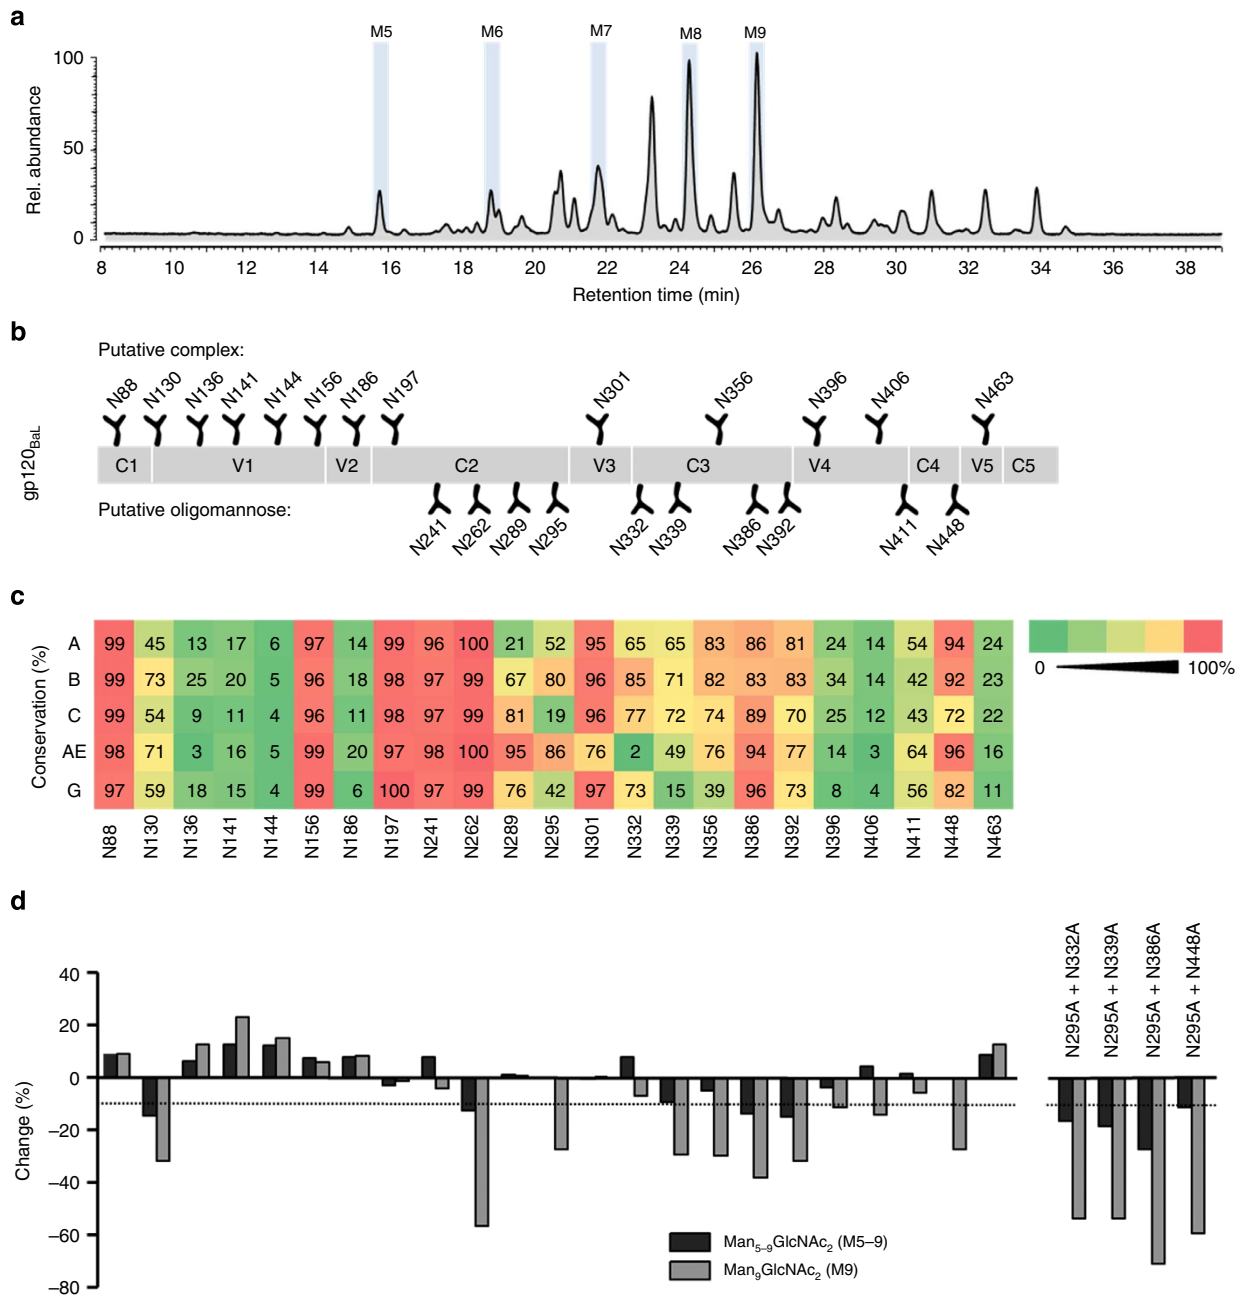 a
M5 M6 M7 M8 M9
100
50
0
Rel. abundance
8 10 12 14 16 18 20 22 24 26 28 30 32 34 36 38
Retention time (min)
b
Putative complex:
N88 N130 N136 N141 N144 N156 N186 N197 N301 N356 N396 N406 N463
gp120BaL
C1 V1 V2 C2 V3 C3 V4 C4 V5 C5
Putative oligomannose:
N241 N262 N289 N295 N332 N339 N386 N392 N411 N448
c
Conservation (%)
A 99 45 13 17 6 97 14 99 96 100 21 52 95 65 65 83 86 81 24 14 54 94 24
B 99 73 25 20 5 96 18 98 97 99 67 80 96 85 71 82 83 83 34 14 42 92 23
C 99 54 9 11 4 96 11 98 97 99 81 19 96 77 72 74 89 70 25 12 43 72 22
AE 98 71 3 16 5 99 20 97 98 100 95 86 76 2 49 76 94 77 14 3 64 96 16
G 97 59 18 15 4 99 6 100 97 99 76 42 97 73 15 39 96 73 8 4 56 82 11
N88 N130 N136 N141 N144 N156 N186 N197 N241 N262 N289 N295 N301 N332 N339 N356 N386 N392 N396 N406 N411 N448 N463
0 100%
d
Change (%)
40
20
0
–20
–40
–60
–80
N295A + N332A
N295A + N339A
N295A + N386A
N295A + N448A
Man5–9GlcNAc2 (M5–9)
Man9GlcNAc2 (M9)